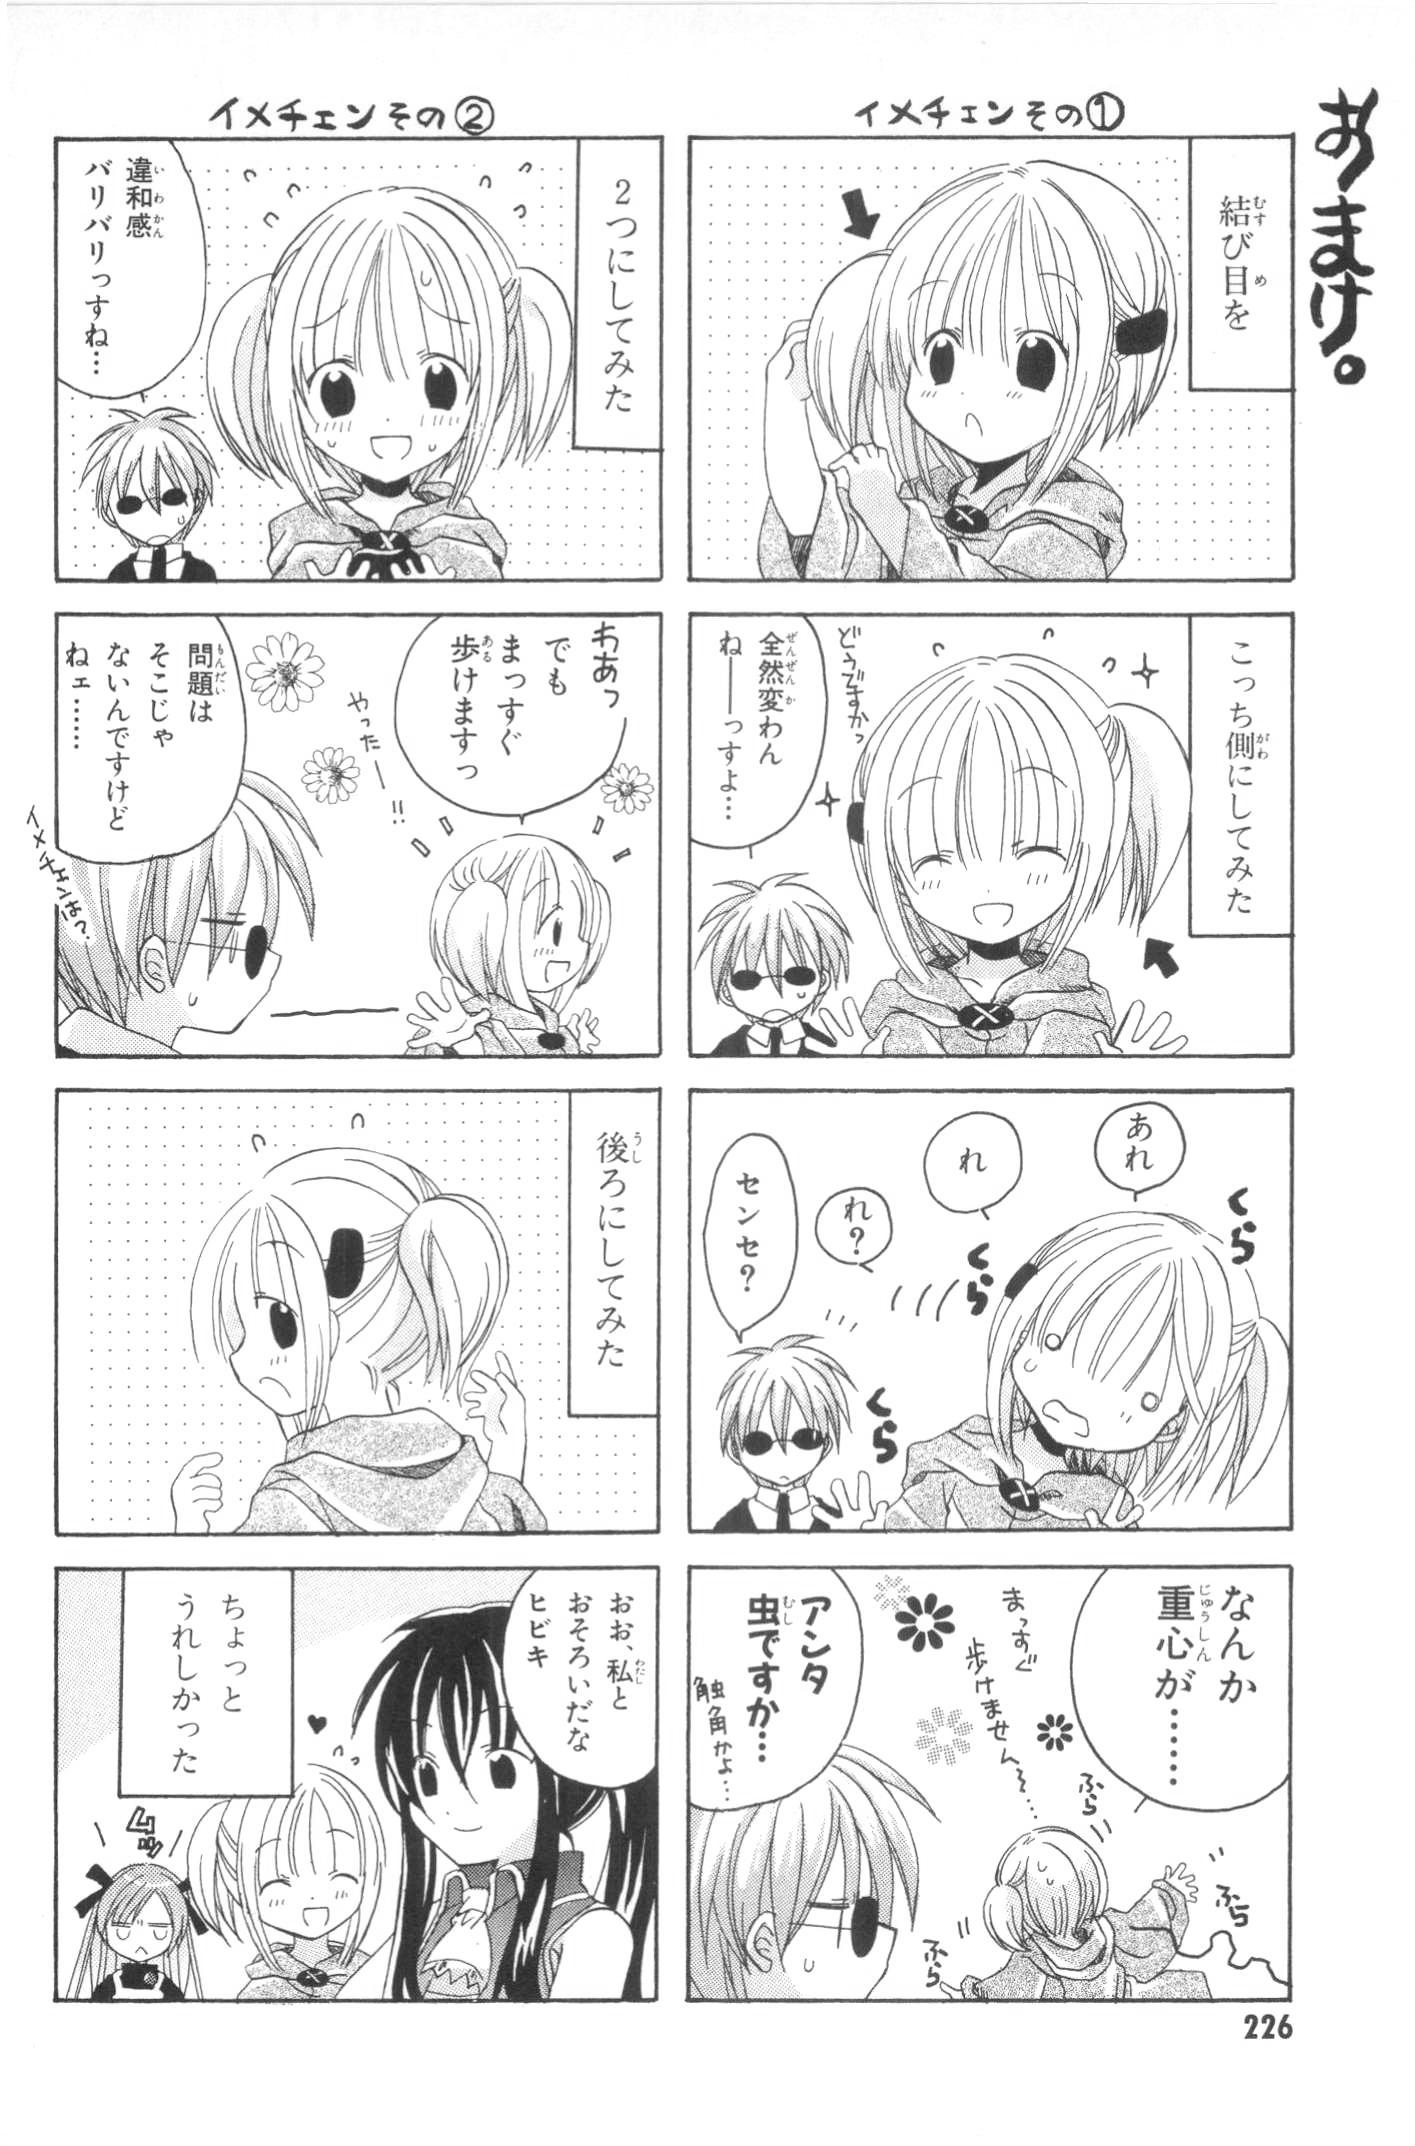 おまけ。
イメチェンその①
結び目を
こっち側にしてみた
どうですかっ
全然変わん
ね――っすよ…
あれ
れ
れ?
センセ?
くら
くら
くら
なんか
重心が……
まっすぐ
歩けません〜…
アンタ
虫ですか…
触角かよ…
ふら
ふら
ふら
226
イメチェンその②
2つにしてみた
違和感
バリバリっすね…
わあっ
でも
まっすぐ
歩けますっ
やったー!!
問題は
そこじゃ
ないんですけど
ねェ……
イメチェンは?
後ろにしてみた
おお、私と
おそろいだな
ヒビキ
ちょっと
うれしかった
ムッ